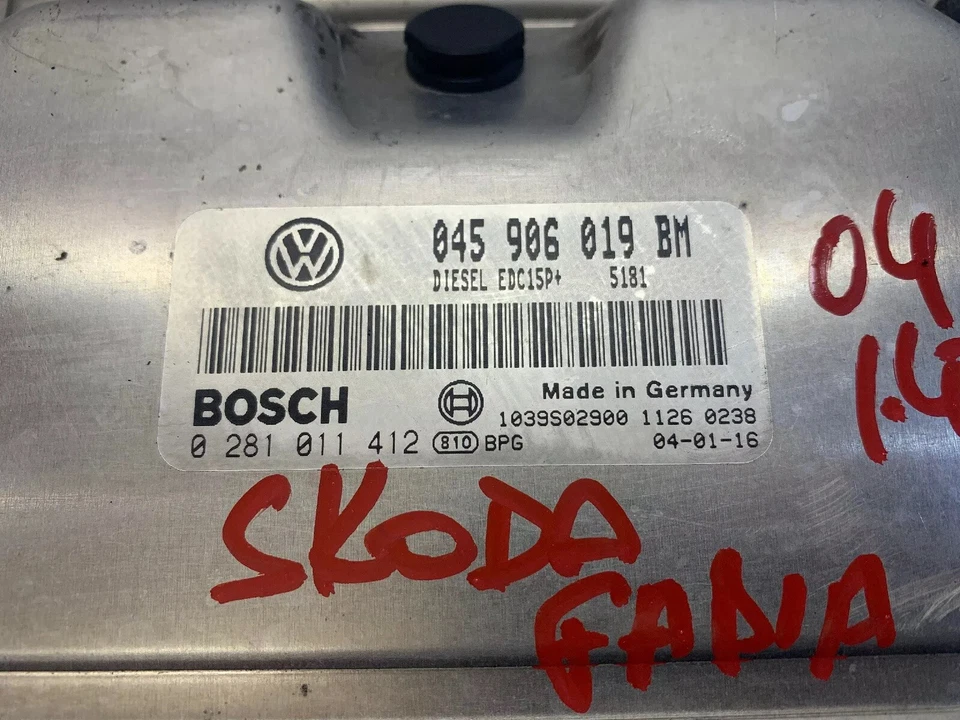 045 906 019 BM
DIESEL EDC15P+ 5181
BOSCH
Made in Germany
1039S02900 1126 0238
0 281 011 412 810 BPG 04-01-16
04
1.4
SKODA
FABIA